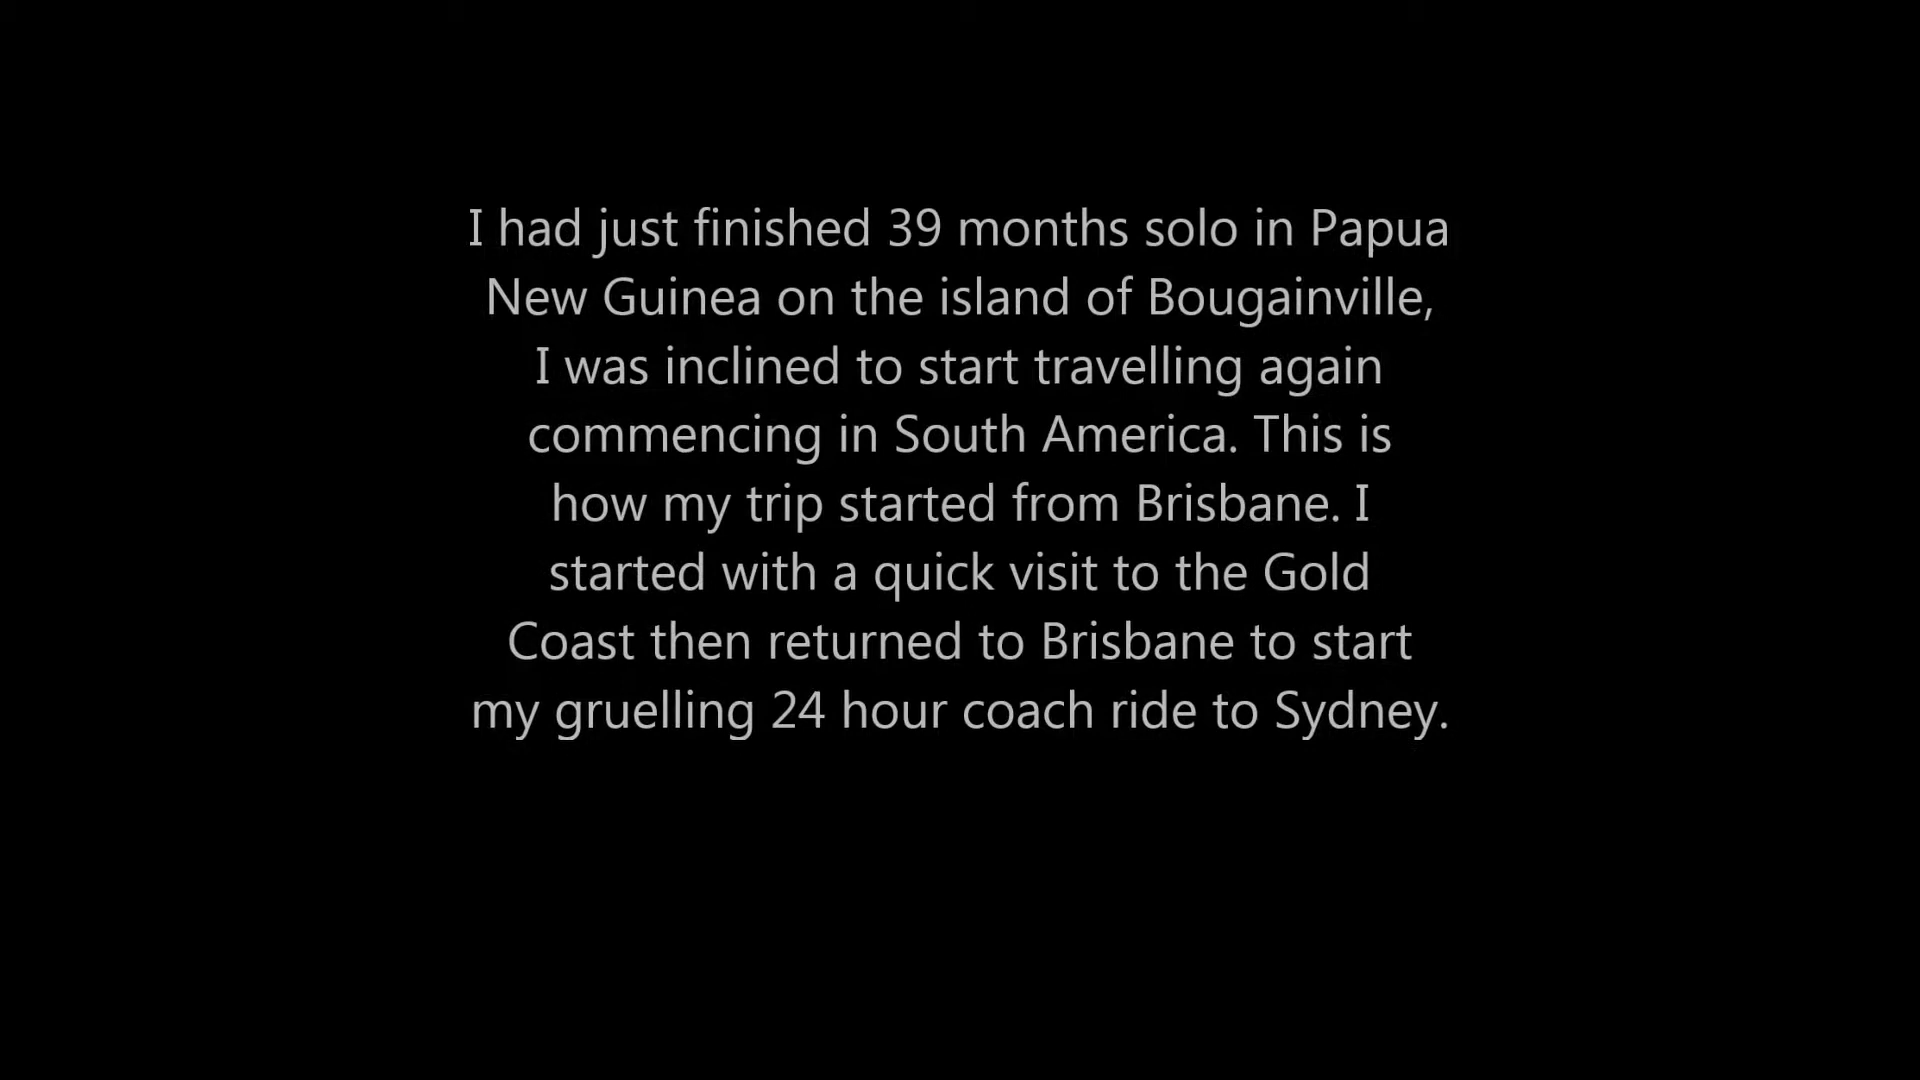 I had just finished 39 months solo in Papua
New Guinea on the island of Bougainville,
I was inclined to start travelling again
commencing in South America. This is
how my trip started from Brisbane. I
started with a quick visit to the Gold
Coast then returned to Brisbane to start
my gruelling 24 hour coach ride to Sydney.